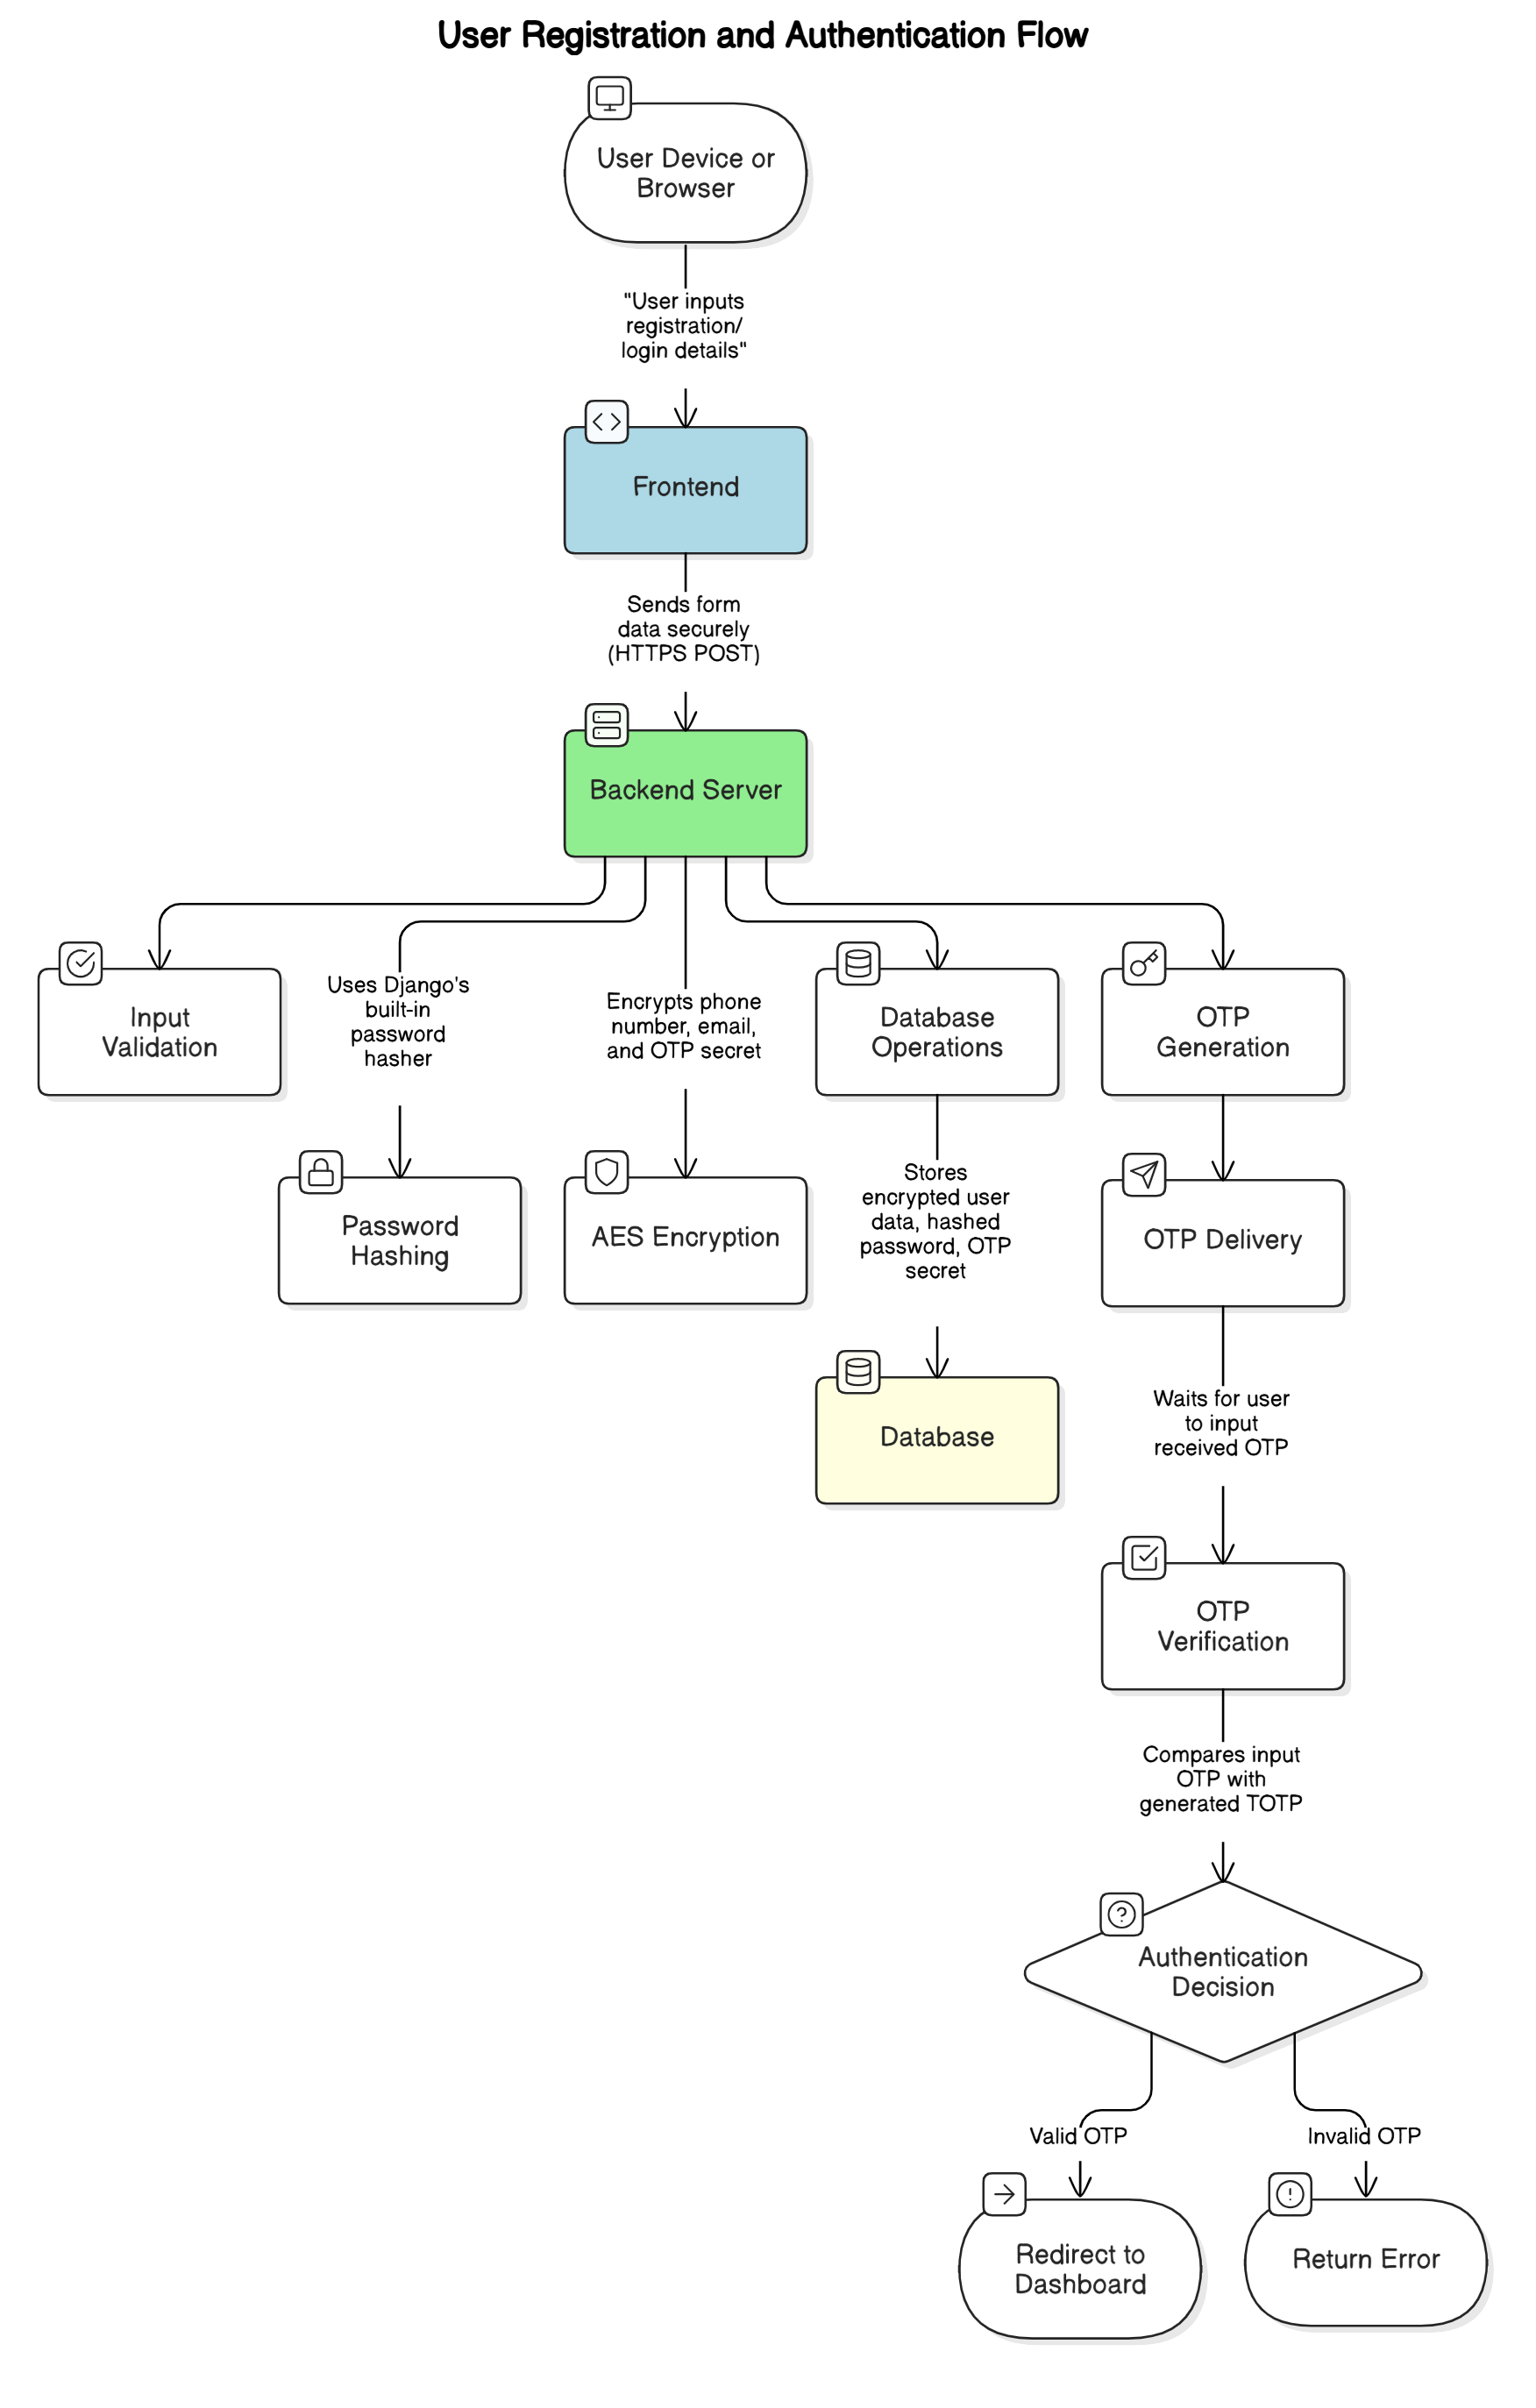 User Registration and Authentication Flow
User Device or
Browser
"User inputs
registration/
login details"
Frontend
Sends form
data securely
(HTTPS POST)
Backend Server
Input
Validation
Uses Django's
built-in
password
hasher
Encrypts phone
number, email,
and OTP secret
Database
Operations
OTP
Generation
Password
Hashing
AES Encryption
Stores
encrypted user
data, hashed
password, OTP
secret
OTP Delivery
Database
Waits for user
to input
received OTP
OTP
Verification
Compares input
OTP with
generated TOTP
Authentication
Decision
Valid OTP
Invalid OTP
Redirect to
Dashboard
Return Error